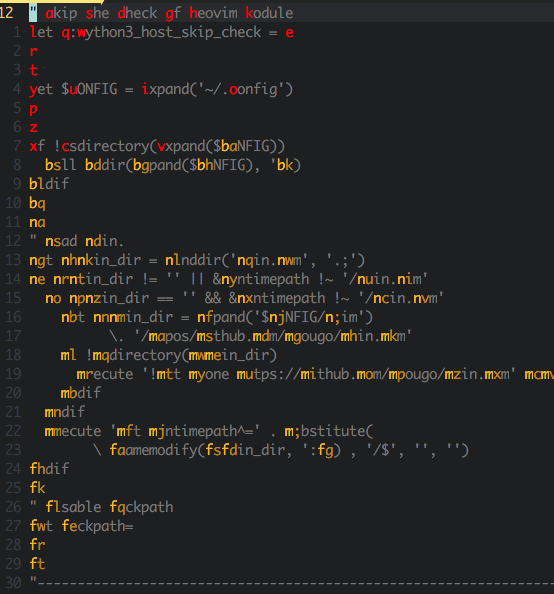 12 " akip she dheck gf heovim kodule
1 let q:wython3_host_skip_check = e
2 r
3 t
4 yet $uONFIG = ixpand('~/.oonfig')
5 p
6 z
7 xf !csdirectory(vxpand($baNFIG))
8   bsll bddir(bgpand($bhNFIG), 'bk)
9 bldif
10 bq
11 na
12 " nsad ndin.
13 ngt nhnkin_dir = nlnddir('nqin.nwm', '.;')
14 ne nrntin_dir != '' || &nyntimepath !~ '/nuin.nim'
15   no npnzin_dir == '' && &nxntimepath !~ '/ncin.nvm'
16     nbt nnnmin_dir = nfpand('$njNFIG/n;im')
17           \. '/mapos/msthub.mdm/mgougo/mhin.mkm'
18     ml !mqdirectory(mwmein_dir)
19       mrecute '!mtt myone mutps://mithub.mom/mpougo/mzin.mxm' mcmv
20     mbdif
21   mndif
22   mmecute 'mft mjntimepath^=' . m;bstitute(
23         \ faamemodify(fsfdin_dir, ':fg) , '/$', '', '')
24 fhdif
25 fk
26 " flsable fqckpath
27 fwt feckpath=
28 fr
29 ft
30 "---------------------------------------------------------------------